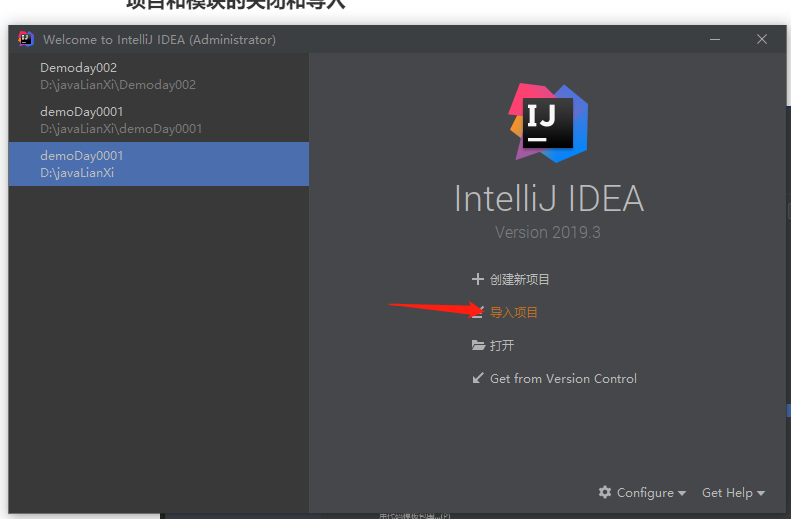 项目和模块的关闭和导入
Welcome to IntelliJ IDEA (Administrator)
Demoday002
D:\javaLianXi\Demoday002
demoDay0001
D:\javaLianXi\demoDay0001
demoDay0001
D:\javaLianXi
IJ
IntelliJ IDEA
Version 2019.3
创建新项目
导入项目
打开
Get from Version Control
Configure
Get Help